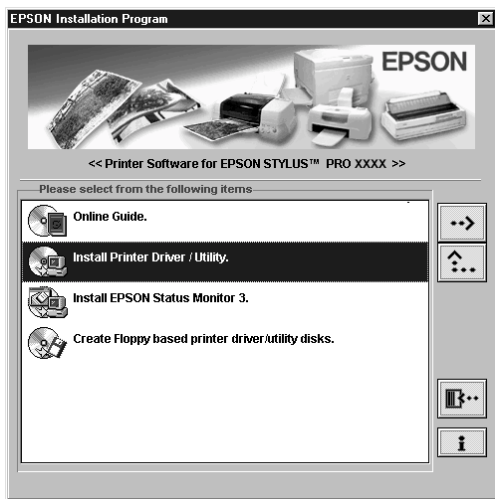 EPSON Installation Program
EPSON
<< Printer Software for EPSON STYLUS™ PRO XXXX >>
Please select from the following items
Online Guide.
Install Printer Driver / Utility.
Install EPSON Status Monitor 3.
Create Floppy based printer driver/utility disks.